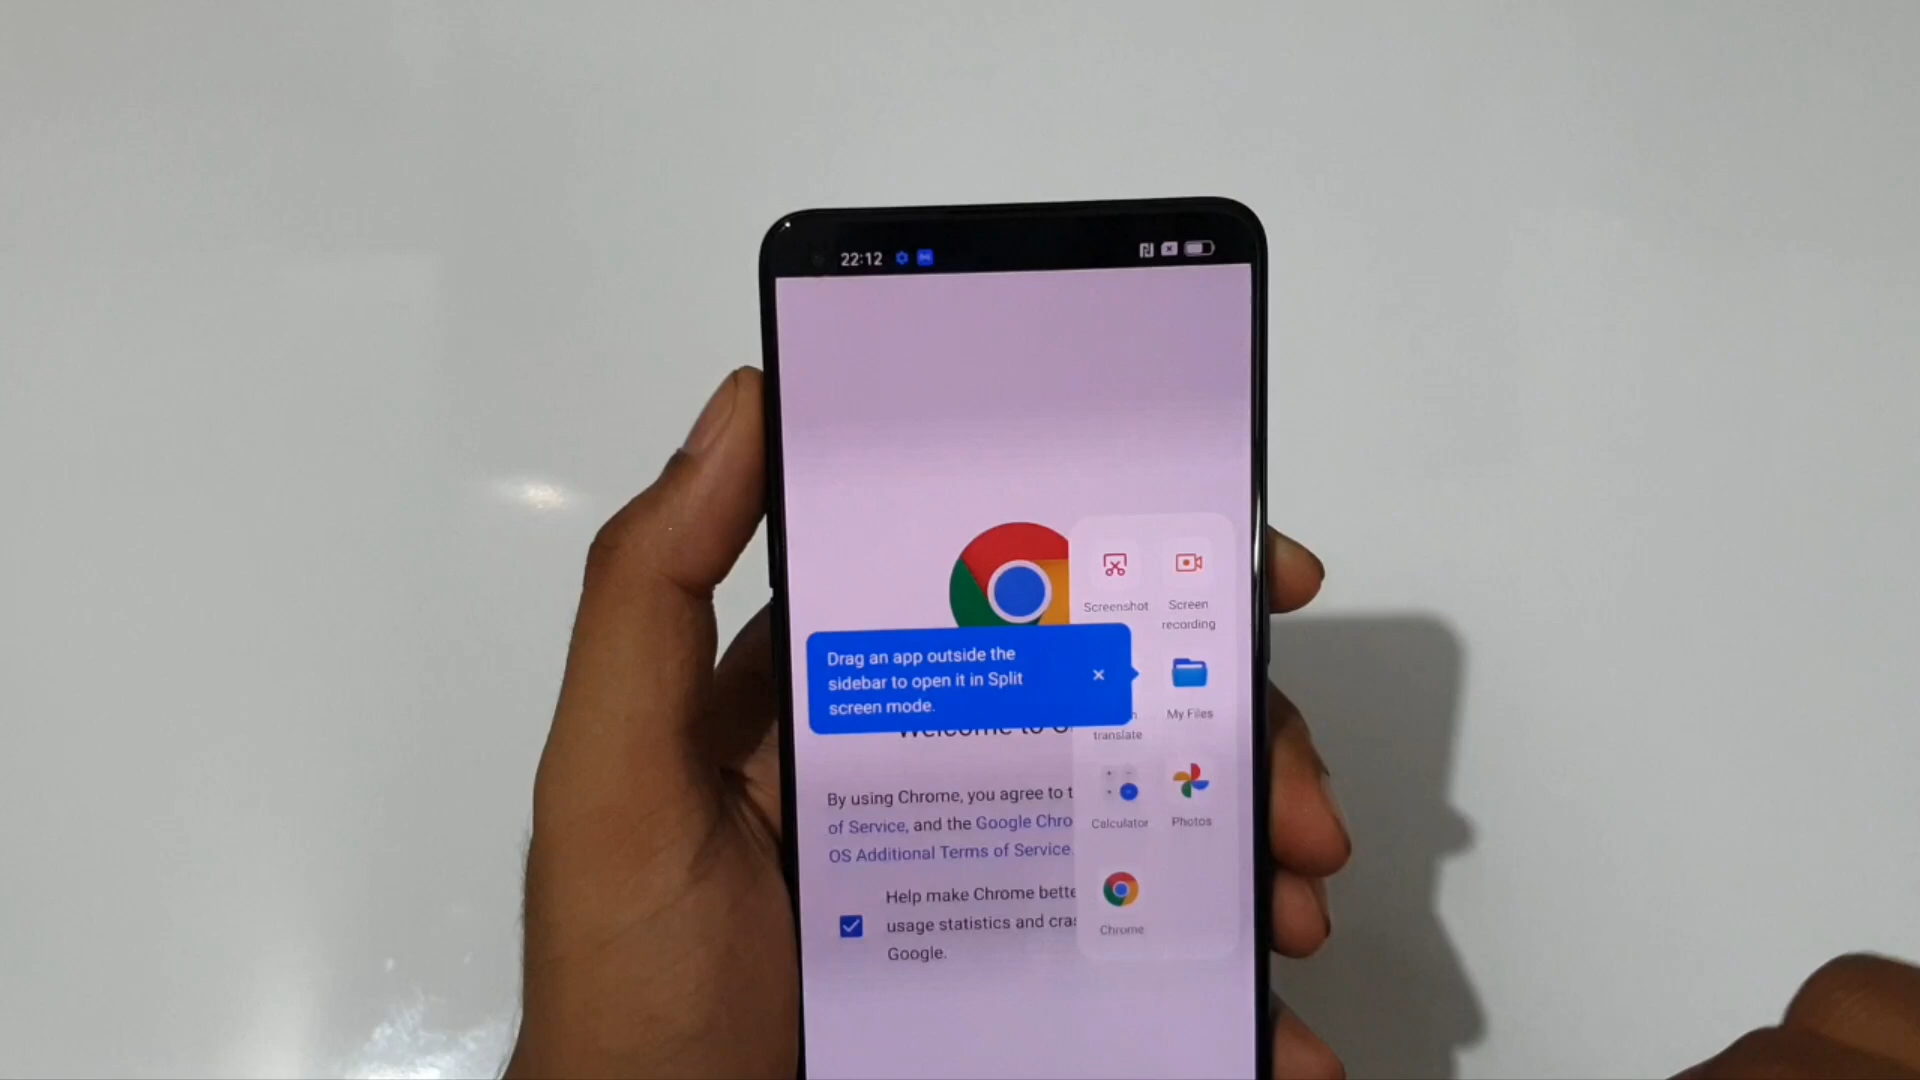 22:12
Screenshot
Screen
recording
Drag an app outside the
sidebar to open it in Split
screen mode.
My Files
translate
Welcome to
By using Chrome, you agree to t
of Service, and the Google Chro
OS Additional Terms of Service.
Calculator
Photos
Help make Chrome bette
usage statistics and cra
Google.
Chrome